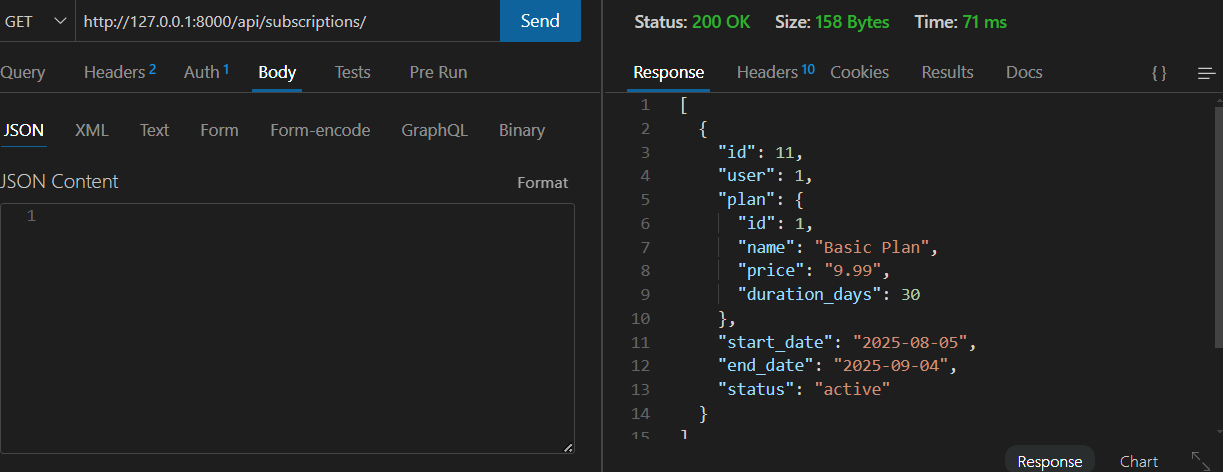 GET http://127.0.0.1:8000/api/subscriptions/ Send
Query Headers 2 Auth 1 Body Tests Pre Run
JSON XML Text Form Form-encode GraphQL Binary
JSON Content Format
1
Status: 200 OK Size: 158 Bytes Time: 71 ms
Response Headers 10 Cookies Results Docs { }
1 [
2 {
3 "id": 11,
4 "user": 1,
5 "plan": {
6 "id": 1,
7 "name": "Basic Plan",
8 "price": "9.99",
9 "duration_days": 30
10 },
11 "start_date": "2025-08-05",
12 "end_date": "2025-09-04",
13 "status": "active"
14 }
15 ]
Response Chart